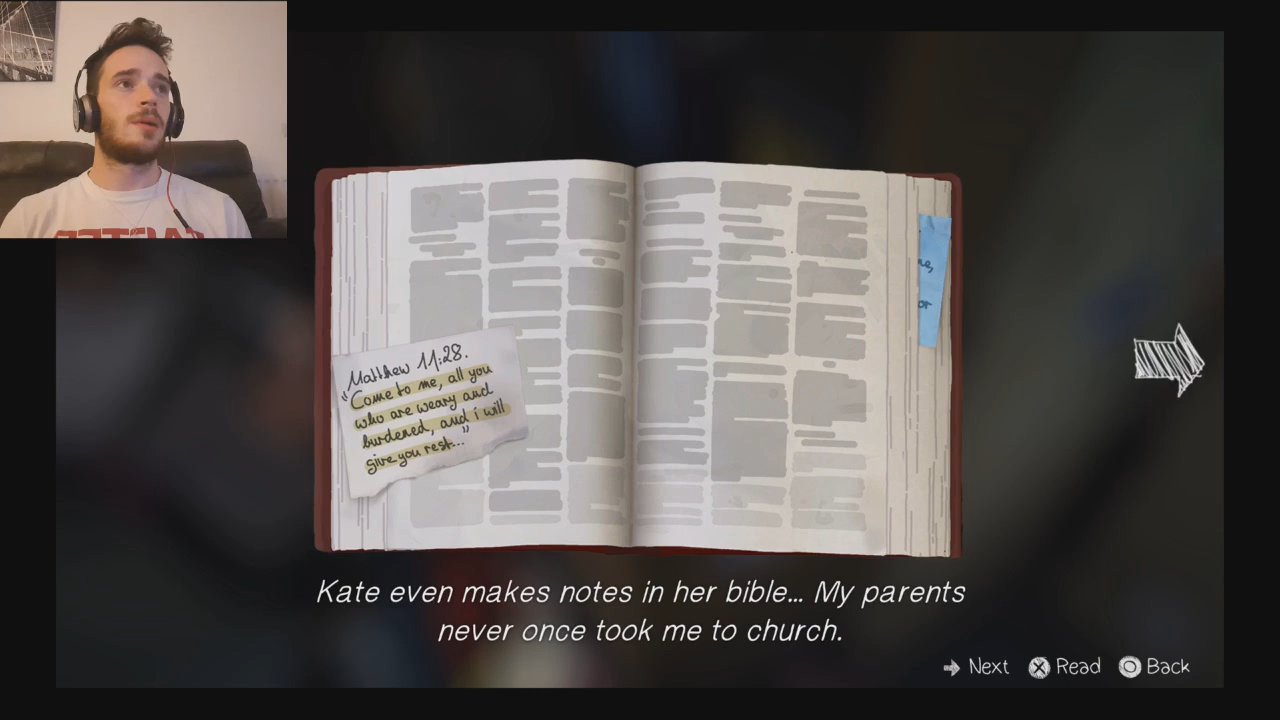 Matthew 11:28.
"Come to me, all you
who are weary and
burdened, and i will
give you rest..."
Kate even makes notes in her bible... My parents
never once took me to church.
Next Read Back